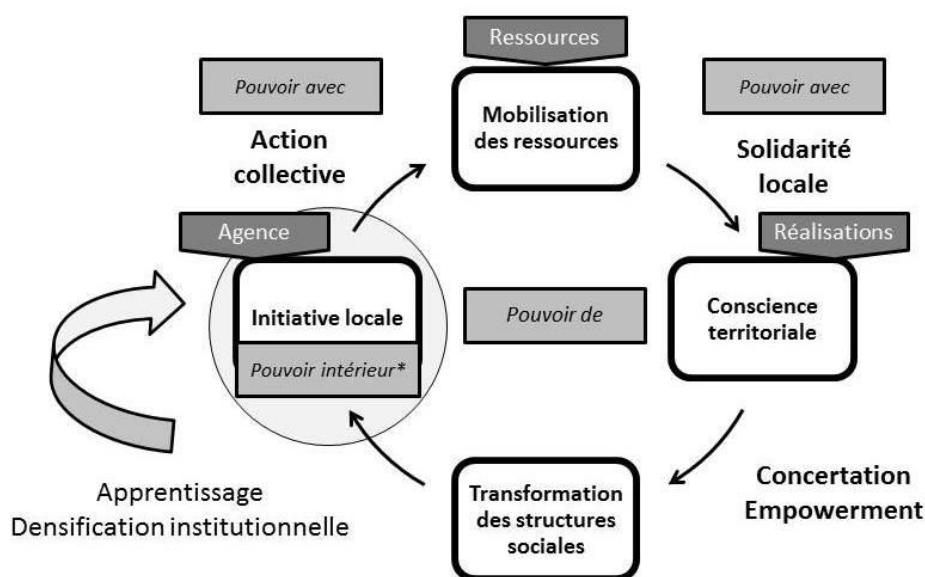 Ressources
Pouvoir avec
Mobilisation
des ressources
Pouvoir avec
Action
collective
Solidarité
locale
Agence
Réalisations
Initiative locale
Pouvoir intérieur*
Pouvoir de
Conscience
territoriale
Apprentissage
Densification institutionnelle
Transformation
des structures
sociales
Concertation
Empowerment